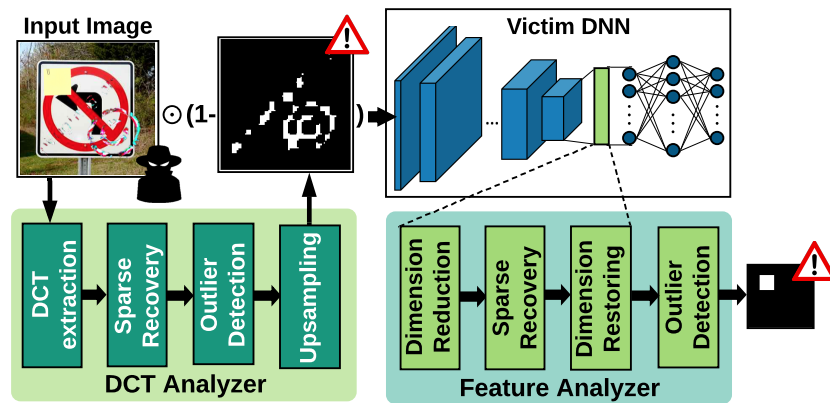 Input Image
6
⊙(1-
)
!
Victim DNN
...
DCT
extraction
Sparse
Recovery
Outlier
Detection
Upsampling
DCT Analyzer
Dimension
Reduction
Sparse
Recovery
Dimension
Restoring
Outlier
Detection
!
Feature Analyzer